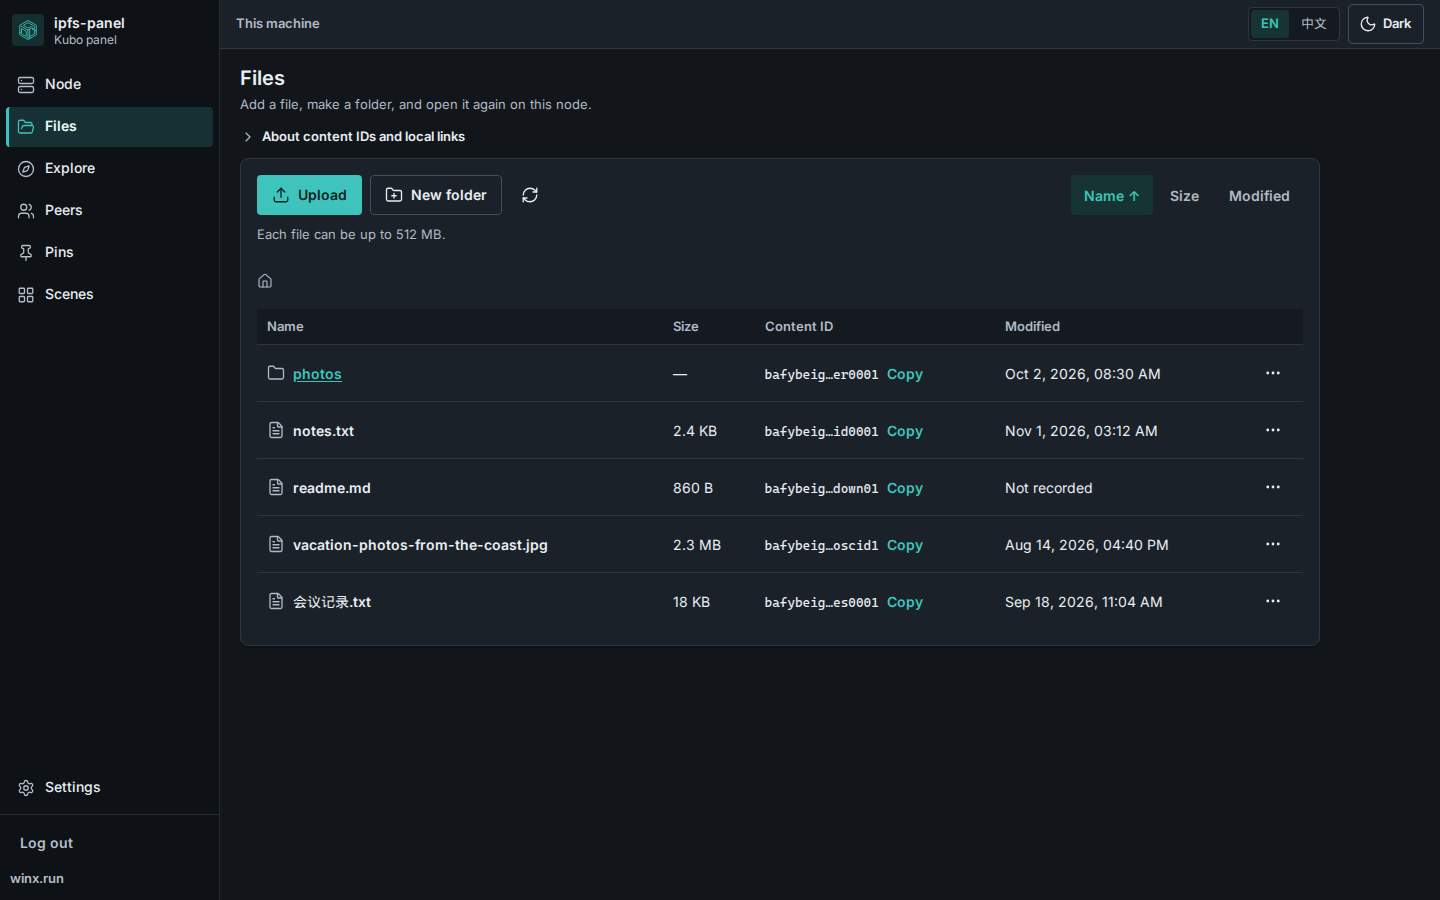 ipfs-panel
Kubo panel
Node
Files
Explore
Peers
Pins
Scenes
Settings
Log out
winx.run
This machine
EN 中文 Dark
Files
Add a file, make a folder, and open it again on this node.
About content IDs and local links
Upload New folder Name ↑ Size Modified
Each file can be up to 512 MB.
Name Size Content ID Modified
photos — bafybeig…er0001 Copy Oct 2, 2026, 08:30 AM
notes.txt 2.4 KB bafybeig…id0001 Copy Nov 1, 2026, 03:12 AM
readme.md 860 B bafybeig…down01 Copy Not recorded
vacation-photos-from-the-coast.jpg 2.3 MB bafybeig…oscid1 Copy Aug 14, 2026, 04:40 PM
会议记录.txt 18 KB bafybeig…es0001 Copy Sep 18, 2026, 11:04 AM